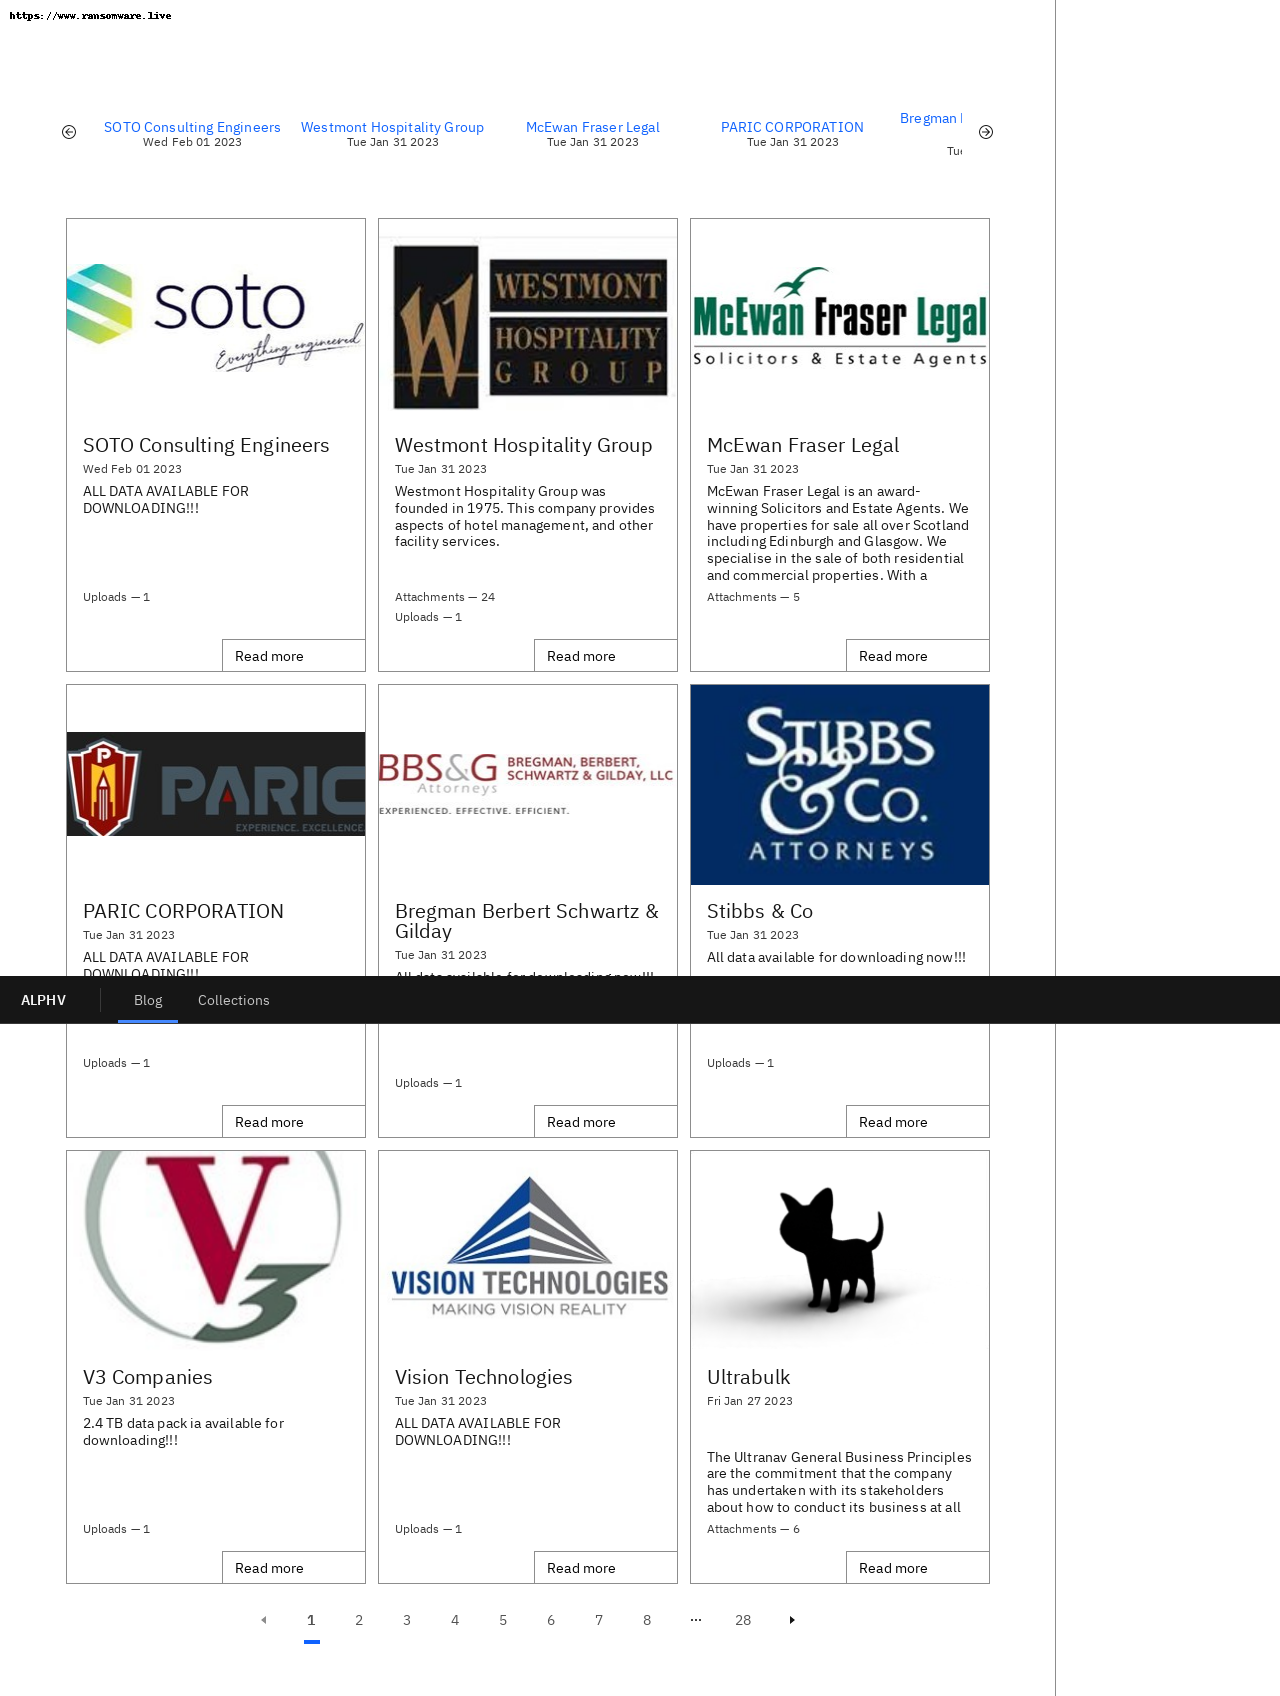 https://www.ransomware.live
SOTO Consulting Engineers
Wed Feb 01 2023
Westmont Hospitality Group
Tue Jan 31 2023
McEwan Fraser Legal
Tue Jan 31 2023
PARIC CORPORATION
Tue Jan 31 2023
Bregman
Tue
soto
Everything engineered
SOTO Consulting Engineers
Wed Feb 01 2023
ALL DATA AVAILABLE FOR
DOWNLOADING!!!
Uploads — 1
Read more
W WESTMONT
HOSPITALITY
GROUP
Westmont Hospitality Group
Tue Jan 31 2023
Westmont Hospitality Group was
founded in 1975. This company provides
aspects of hotel management, and other
facility services.
Attachments — 24
Uploads — 1
Read more
McEwan Fraser Legal
Solicitors & Estate Agents
McEwan Fraser Legal
Tue Jan 31 2023
McEwan Fraser Legal is an award-
winning Solicitors and Estate Agents. We
have properties for sale all over Scotland
including Edinburgh and Glasgow. We
specialise in the sale of both residential
and commercial properties. With a
Attachments — 5
Read more
P
PARIC
EXPERIENCE. EXCELLENCE.
PARIC CORPORATION
Tue Jan 31 2023
ALL DATA AVAILABLE FOR
DOWNLOADING!!!
Uploads — 1
Read more
BBS&G
Attorneys
BREGMAN, BERBERT,
SCHWARTZ & GILDAY, LLC
EXPERIENCED. EFFECTIVE. EFFICIENT.
Bregman Berbert Schwartz &
Gilday
Tue Jan 31 2023
All data available for downloading now!!!
Uploads — 1
Read more
STIBBS
& CO.
ATTORNEYS
Stibbs & Co
Tue Jan 31 2023
All data available for downloading now!!!
Uploads — 1
Read more
ALPHV
Blog
Collections
V3
V3 Companies
Tue Jan 31 2023
2.4 TB data pack ia available for
downloading!!!
Uploads — 1
Read more
VISION TECHNOLOGIES
MAKING VISION REALITY
Vision Technologies
Tue Jan 31 2023
ALL DATA AVAILABLE FOR
DOWNLOADING!!!
Uploads — 1
Read more
Ultrabulk
Fri Jan 27 2023
The Ultranav General Business Principles
are the commitment that the company
has undertaken with its stakeholders
about how to conduct its business at all
Attachments — 6
Read more
1 2 3 4 5 6 7 8 ... 28